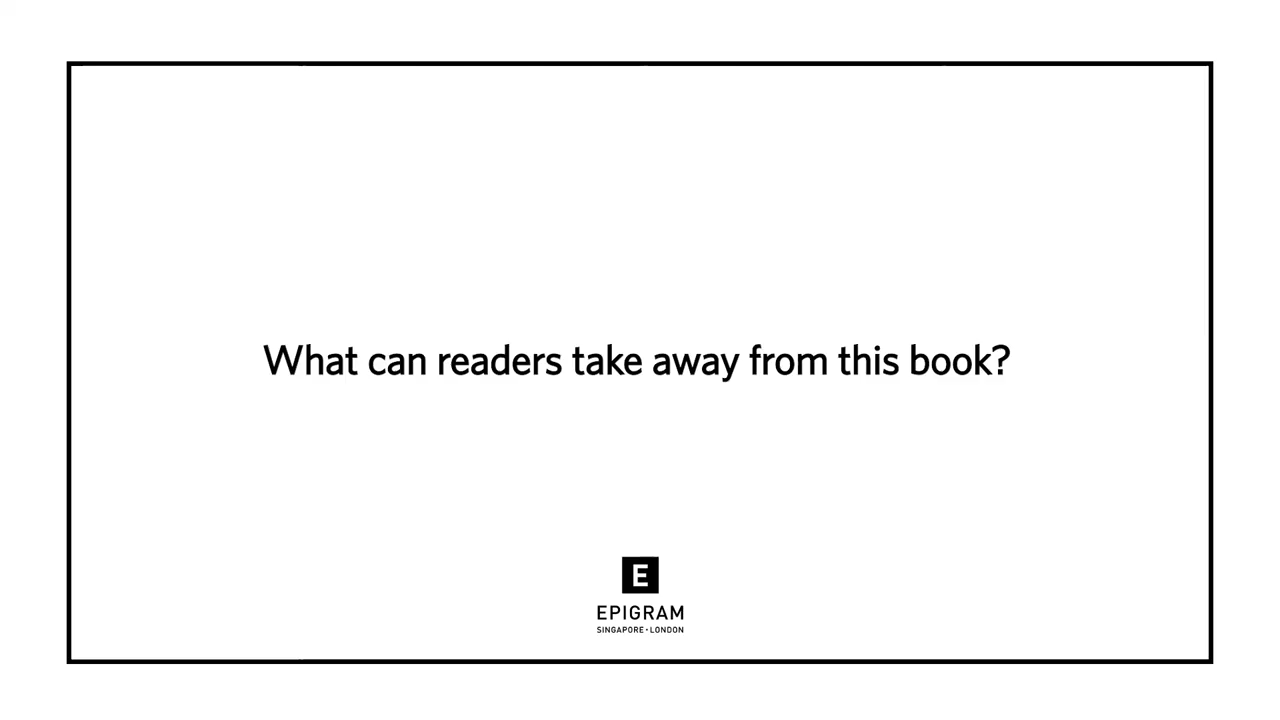 What can readers take away from this book?
E
EPIGRAM
SINGAPORE · LONDON